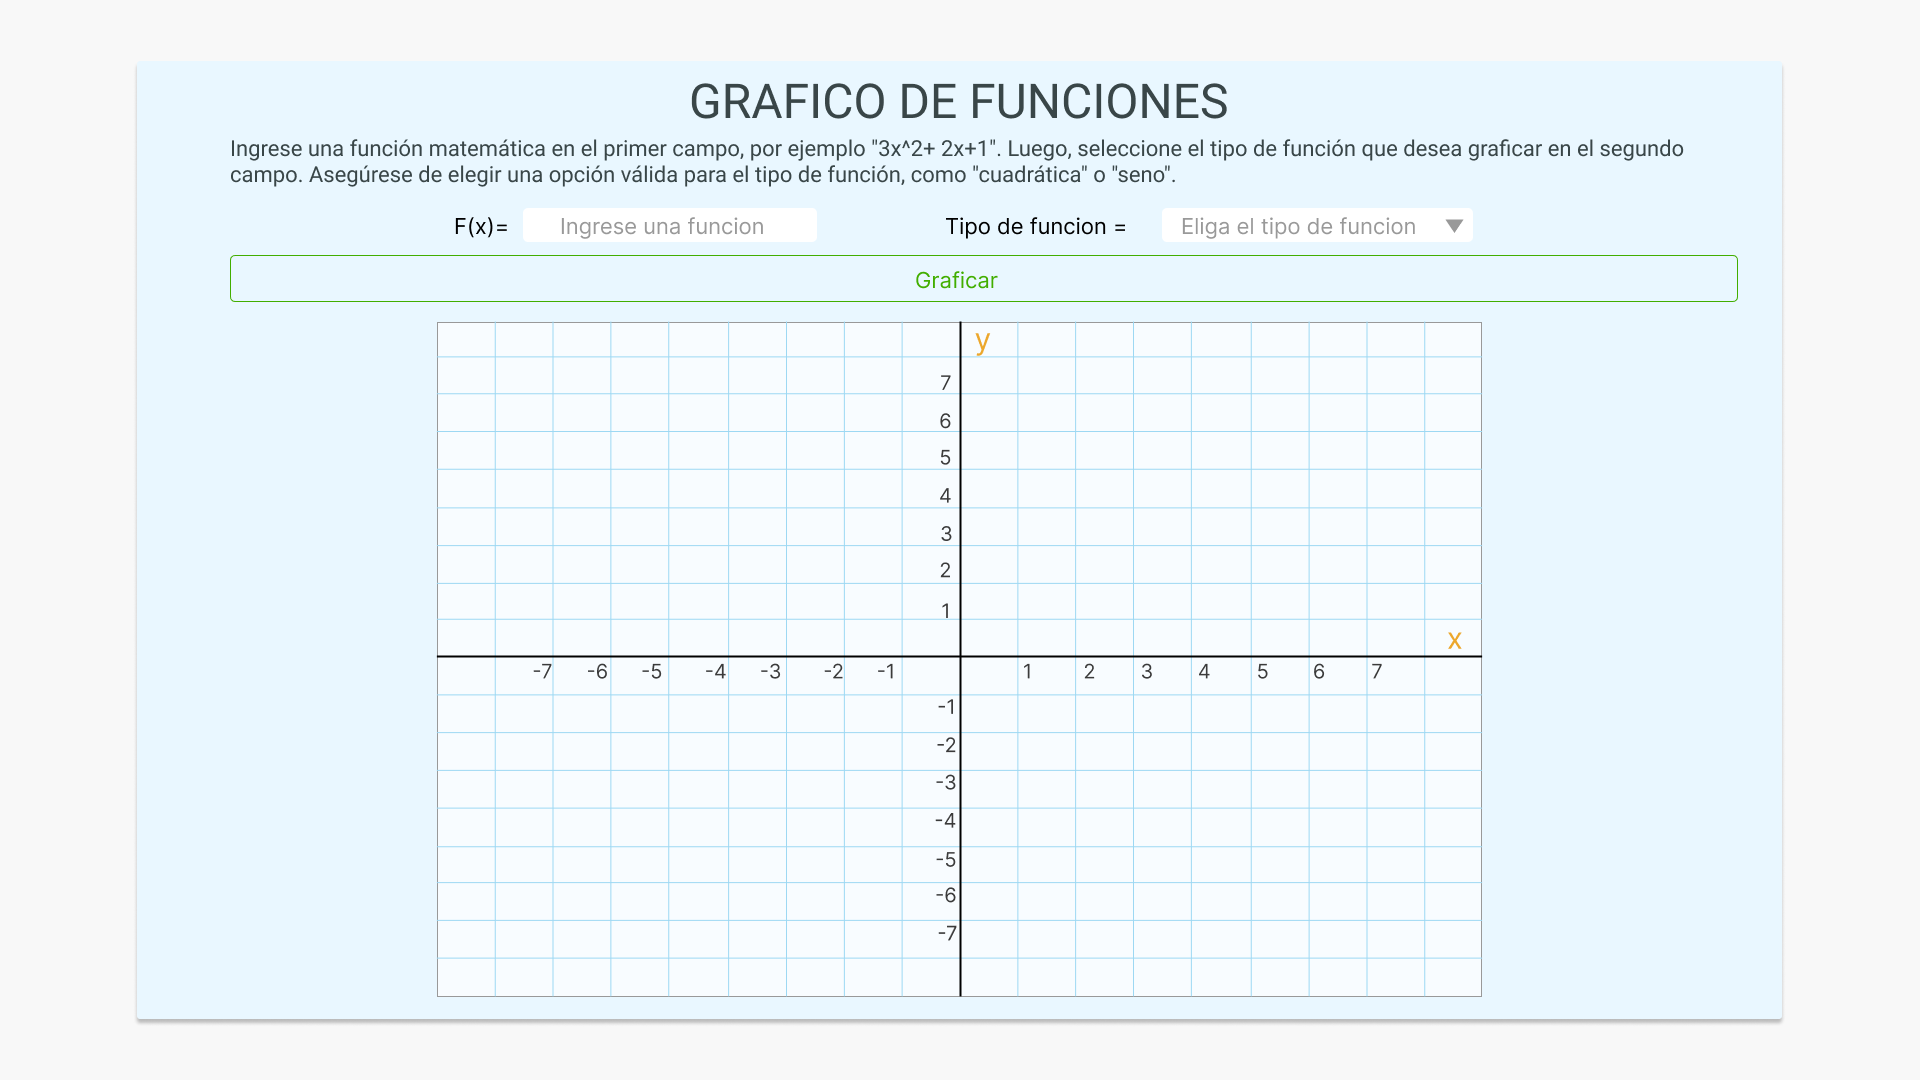 GRAFICO DE FUNCIONES
Ingrese una función matemática en el primer campo, por ejemplo "3x^2+ 2x+1". Luego, seleccione el tipo de función que desea graficar en el segundo
campo. Asegúrese de elegir una opción válida para el tipo de función, como "cuadrática" o "seno".
F(x)= Ingrese una funcion Tipo de funcion = Eliga el tipo de funcion
Graficar
y
7
6
5
4
3
2
1
x
-7 -6 -5 -4 -3 -2 -1 1 2 3 4 5 6 7
-1
-2
-3
-4
-5
-6
-7